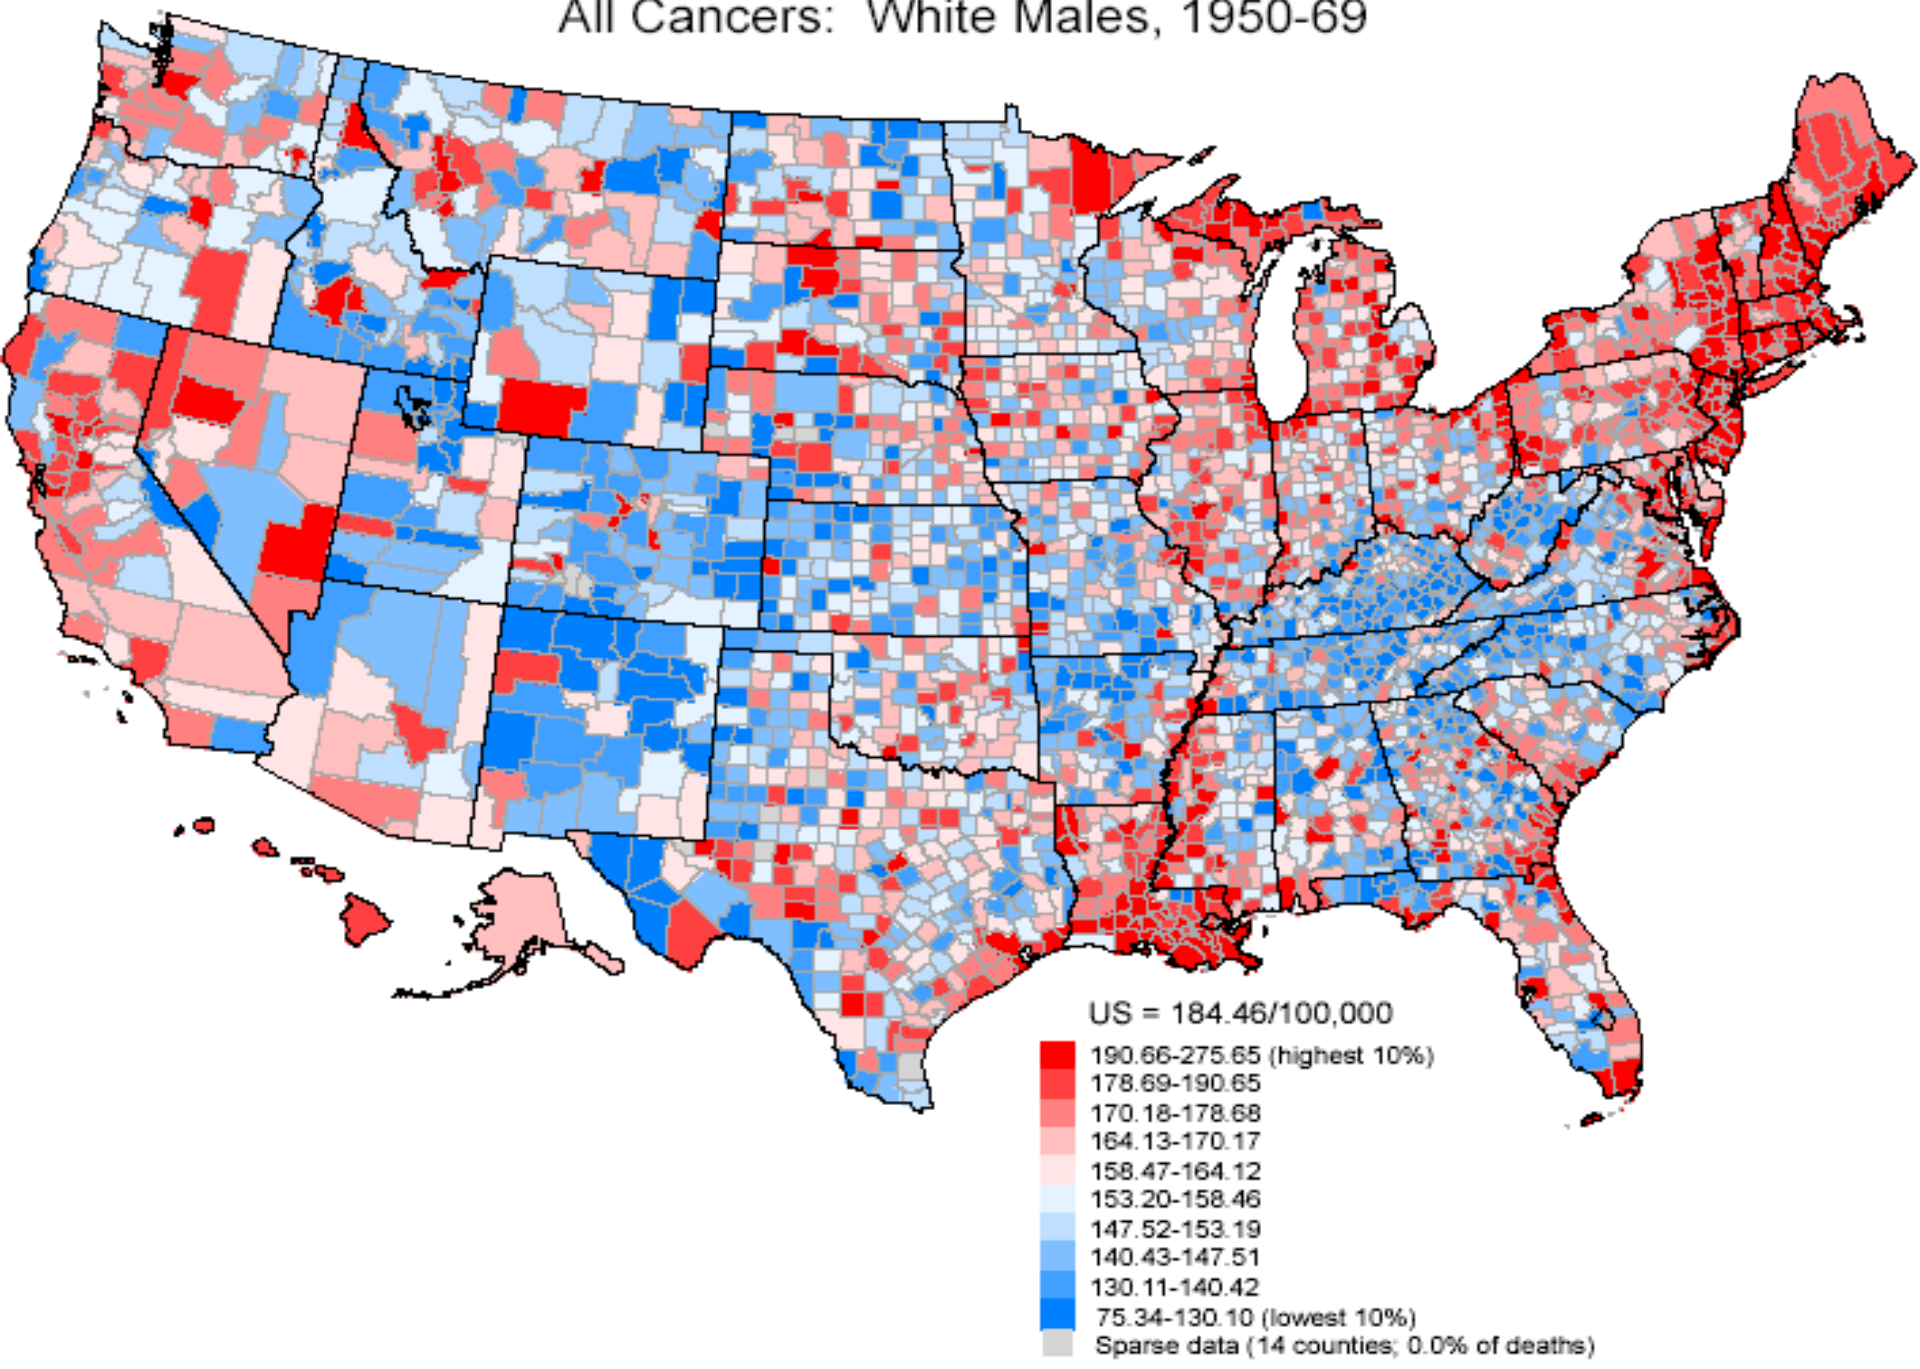 All Cancers: White Males, 1950-69
US = 184.46/100,000
190.66-275.65 (highest 10%)
178.69-190.65
170.18-178.68
164.13-170.17
158.47-164.12
153.20-158.46
147.52-153.19
140.43-147.51
130.11-140.42
75.34-130.10 (lowest 10%)
Sparse data (14 counties; 0.0% of deaths)